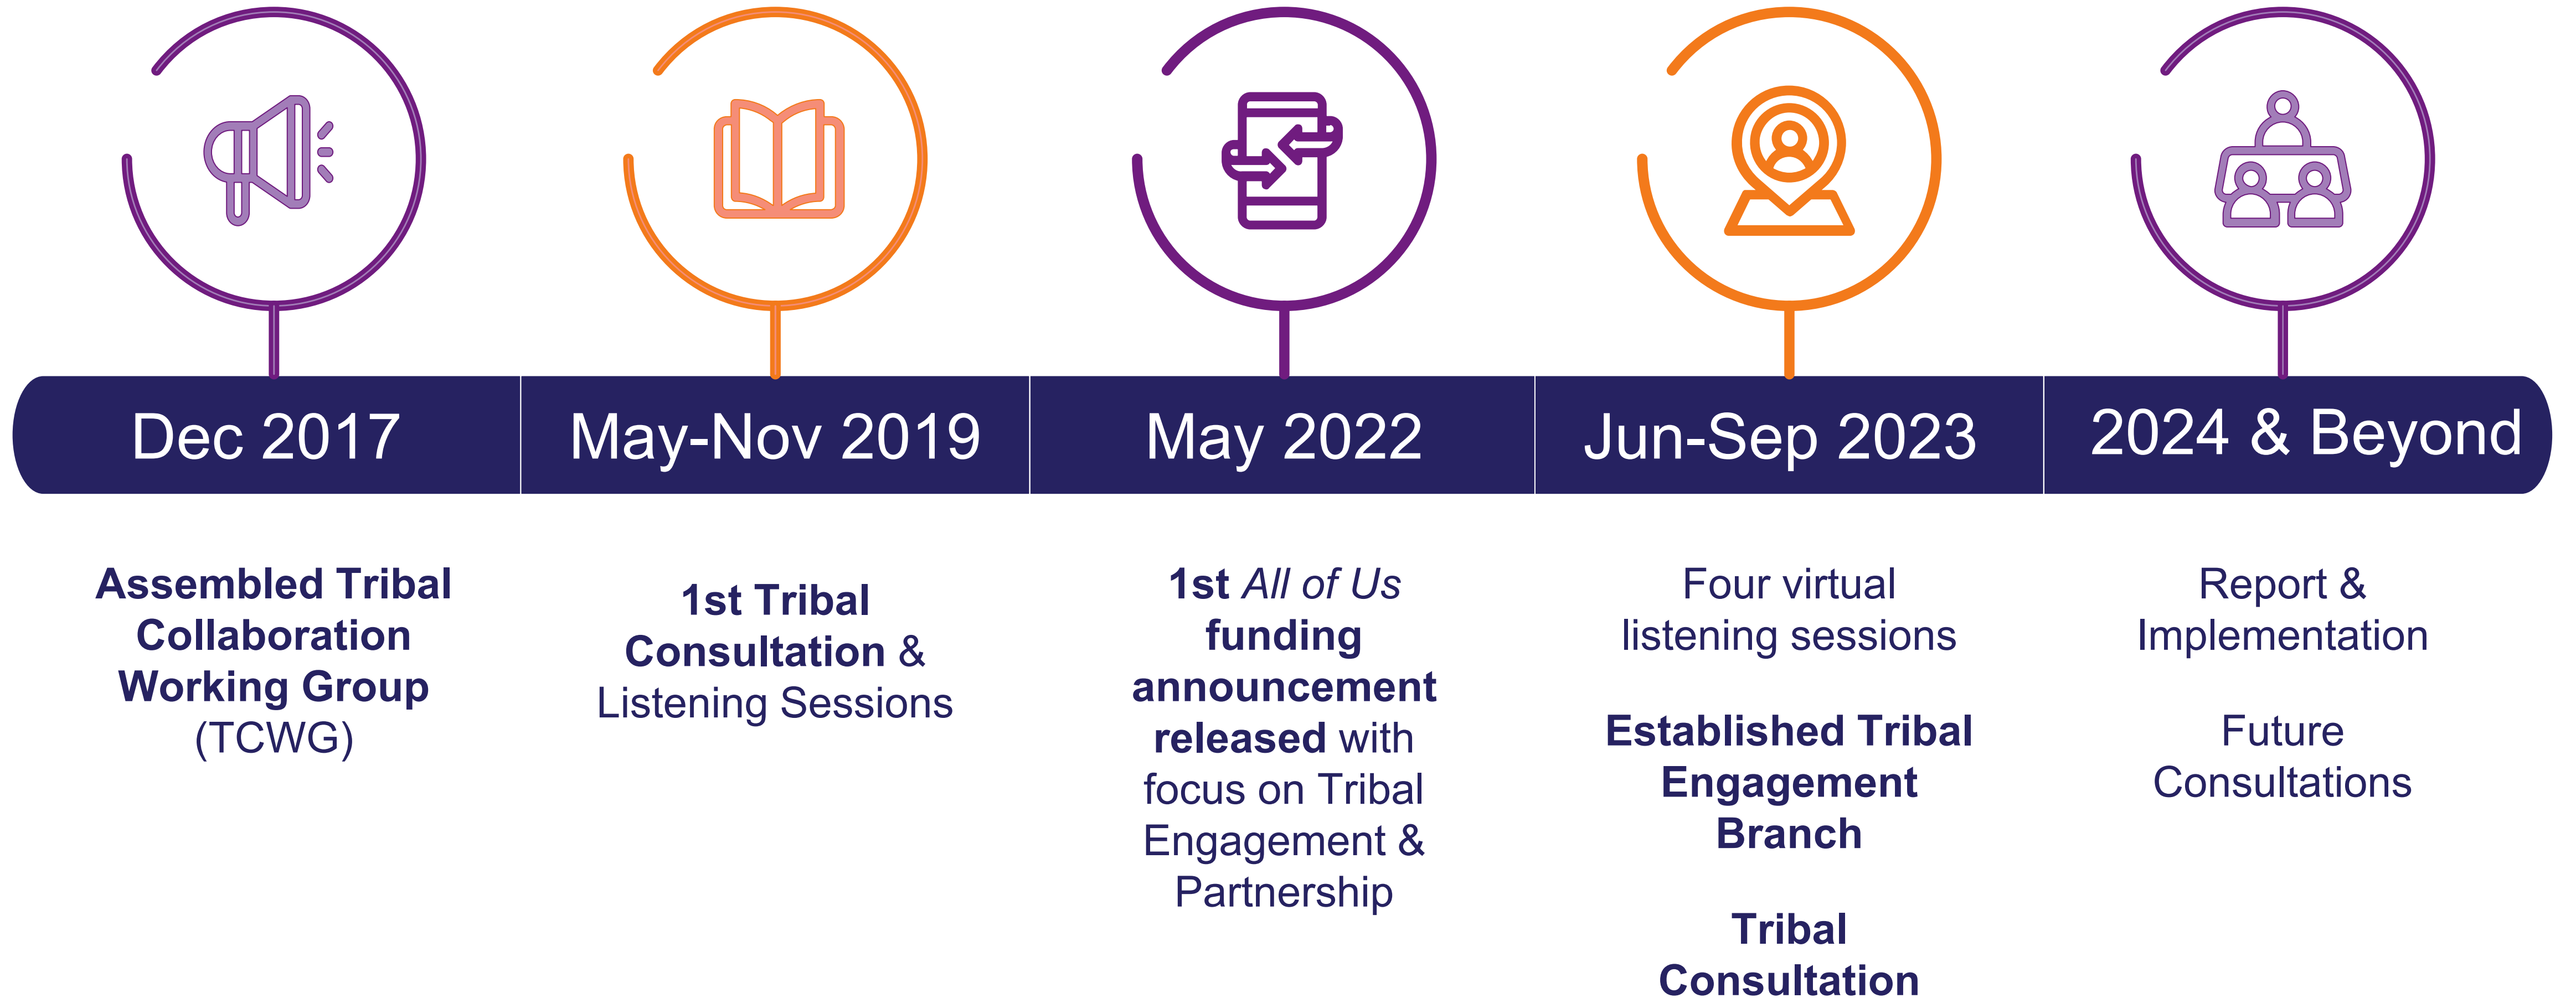 Dec 2017
May-Nov 2019
May 2022
Jun-Sep 2023
2024 & Beyond
Assembled Tribal
Collaboration
Working Group
(TCWG)
1st Tribal
Consultation &
Listening Sessions
1st All of Us
funding
announcement
released with
focus on Tribal
Engagement &
Partnership
Four virtual
listening sessions
Established Tribal
Engagement
Branch
Tribal
Consultation
Report &
Implementation
Future
Consultations